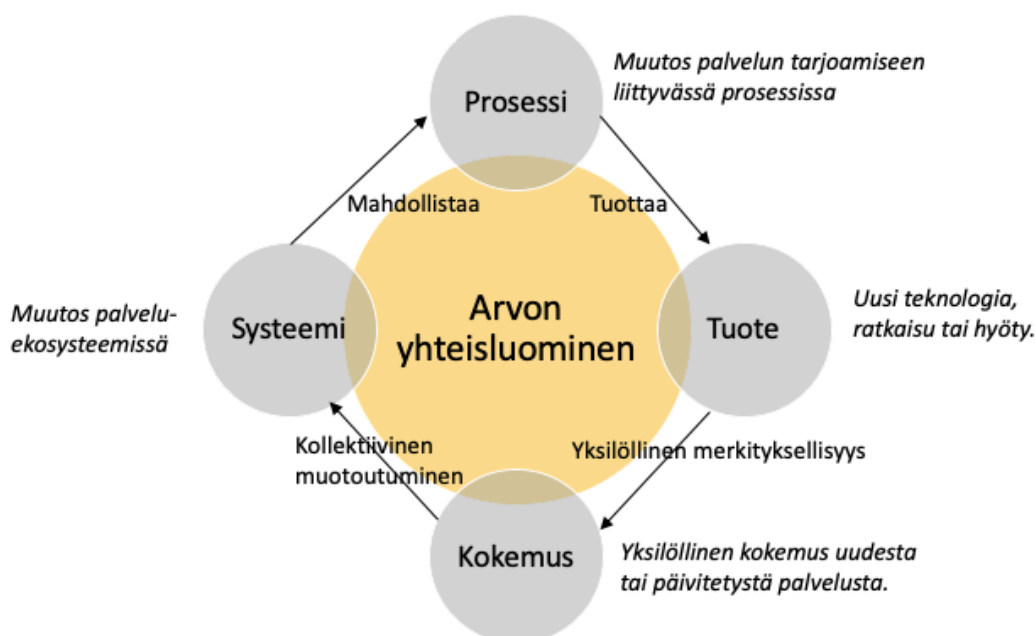 Prosessi
Muutos palvelun tarjoamiseen
liittyvässä prosessissa
Mahdollistaa
Tuottaa
Muutos palvelu-
ekosysteemissä
Systeemi
Arvon
yhteisluominen
Tuote
Uusi teknologia,
ratkaisu tai hyöty.
Kollektiivinen
muotoutuminen
Yksilöllinen merkityksellisyys
Kokemus
Yksilöllinen kokemus uudesta
tai päivitetystä palvelusta.